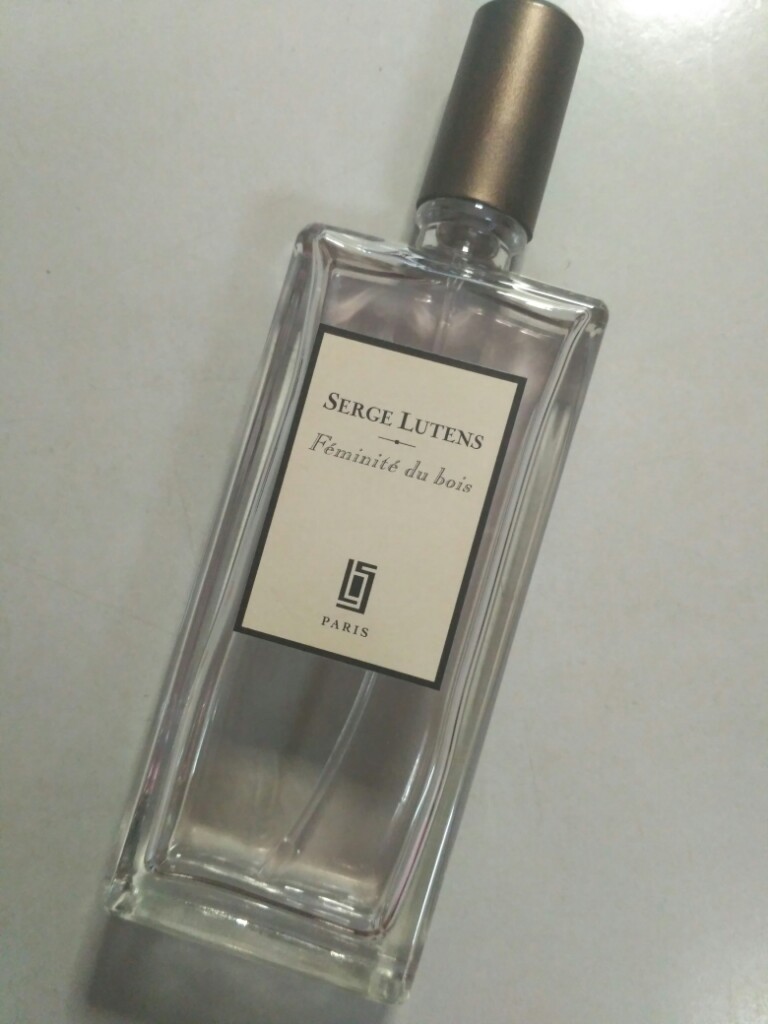 SERGE LUTENS
Féminité du bois
PARIS